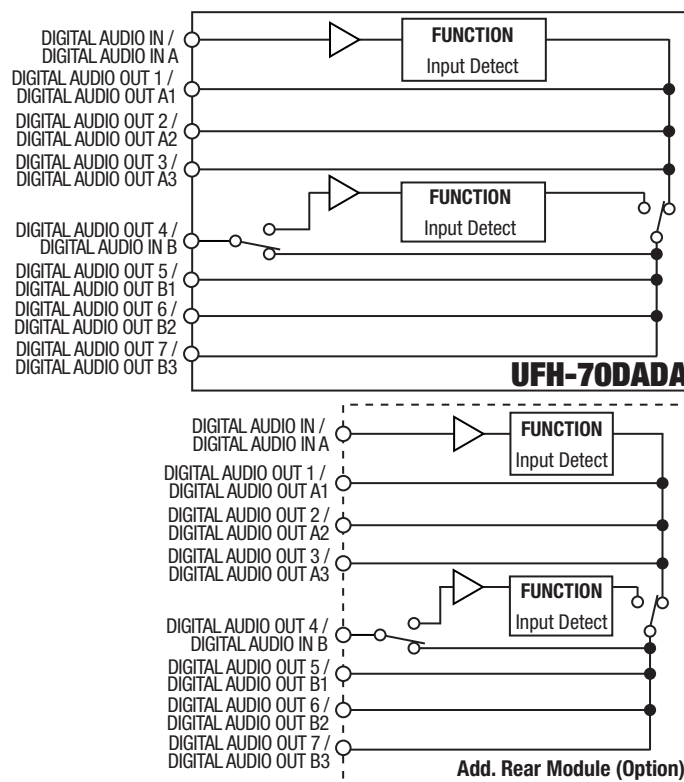 DIGITAL AUDIO IN /
DIGITAL AUDIO IN A
FUNCTION
Input Detect
DIGITAL AUDIO OUT 1 /
DIGITAL AUDIO OUT A1
DIGITAL AUDIO OUT 2 /
DIGITAL AUDIO OUT A2
DIGITAL AUDIO OUT 3 /
DIGITAL AUDIO OUT A3
FUNCTION
Input Detect
DIGITAL AUDIO OUT 4 /
DIGITAL AUDIO IN B
DIGITAL AUDIO OUT 5 /
DIGITAL AUDIO OUT B1
DIGITAL AUDIO OUT 6 /
DIGITAL AUDIO OUT B2
DIGITAL AUDIO OUT 7 /
DIGITAL AUDIO OUT B3
UFH-70DADA
DIGITAL AUDIO IN /
DIGITAL AUDIO IN A
FUNCTION
Input Detect
DIGITAL AUDIO OUT 1 /
DIGITAL AUDIO OUT A1
DIGITAL AUDIO OUT 2 /
DIGITAL AUDIO OUT A2
DIGITAL AUDIO OUT 3 /
DIGITAL AUDIO OUT A3
FUNCTION
Input Detect
DIGITAL AUDIO OUT 4 /
DIGITAL AUDIO IN B
DIGITAL AUDIO OUT 5 /
DIGITAL AUDIO OUT B1
DIGITAL AUDIO OUT 6 /
DIGITAL AUDIO OUT B2
DIGITAL AUDIO OUT 7 /
DIGITAL AUDIO OUT B3
Add. Rear Module (Option)